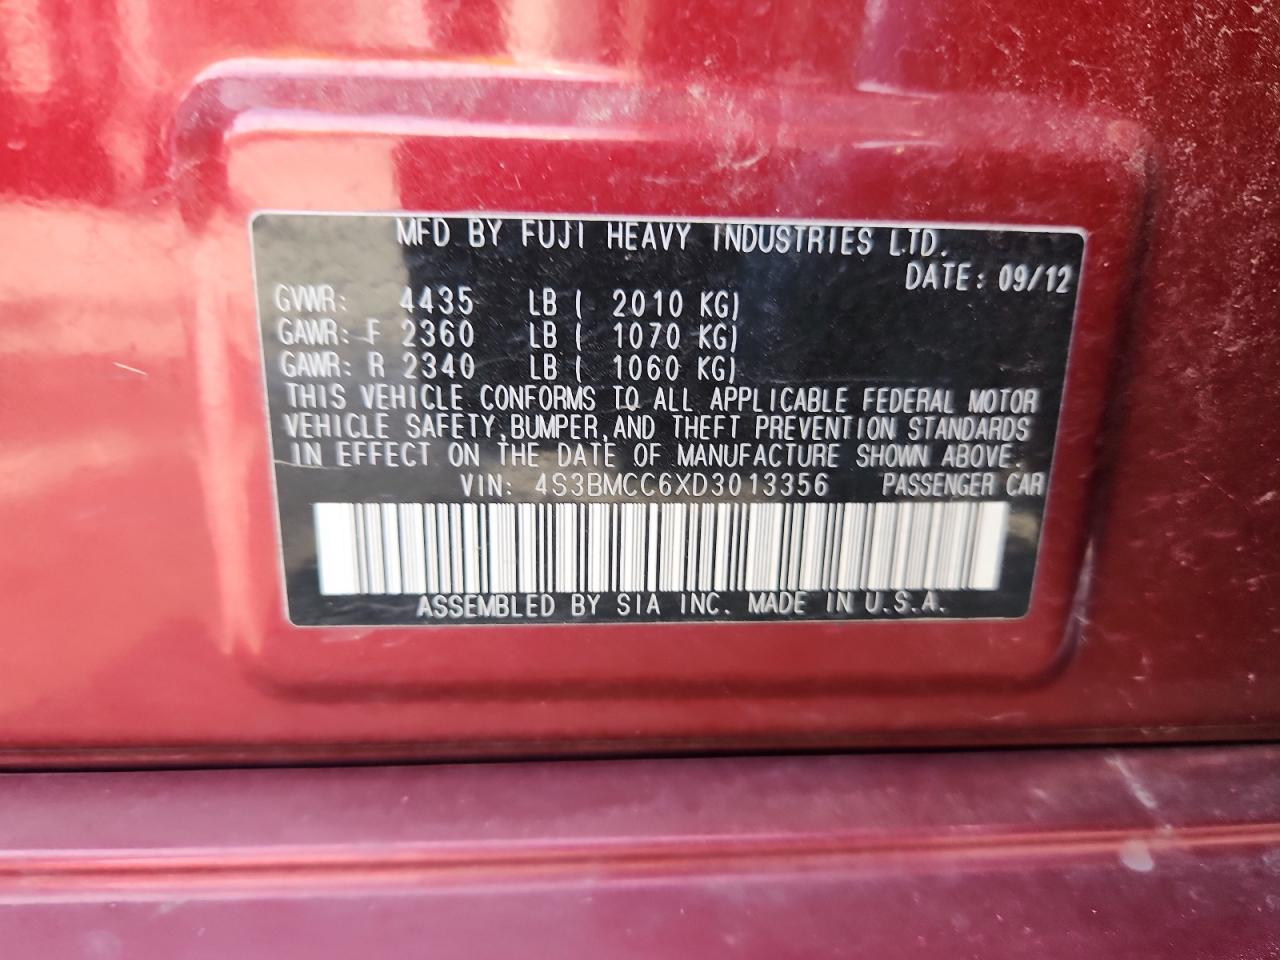 MFD BY FUJI HEAVY INDUSTRIES LTD.
DATE: 09/12
GVWR: 4435 LB ( 2010 KG)
GAWR: F 2360 LB ( 1070 KG)
GAWR: R 2340 LB ( 1060 KG)
THIS VEHICLE CONFORMS TO ALL APPLICABLE FEDERAL MOTOR
VEHICLE SAFETY,BUMPER,AND THEFT PREVENTION STANDARDS
IN EFFECT ON THE DATE OF MANUFACTURE SHOWN ABOVE.
VIN: 4S3BMCC6XD3013356 PASSENGER CAR
ASSEMBLED BY SIA INC. MADE IN U.S.A.